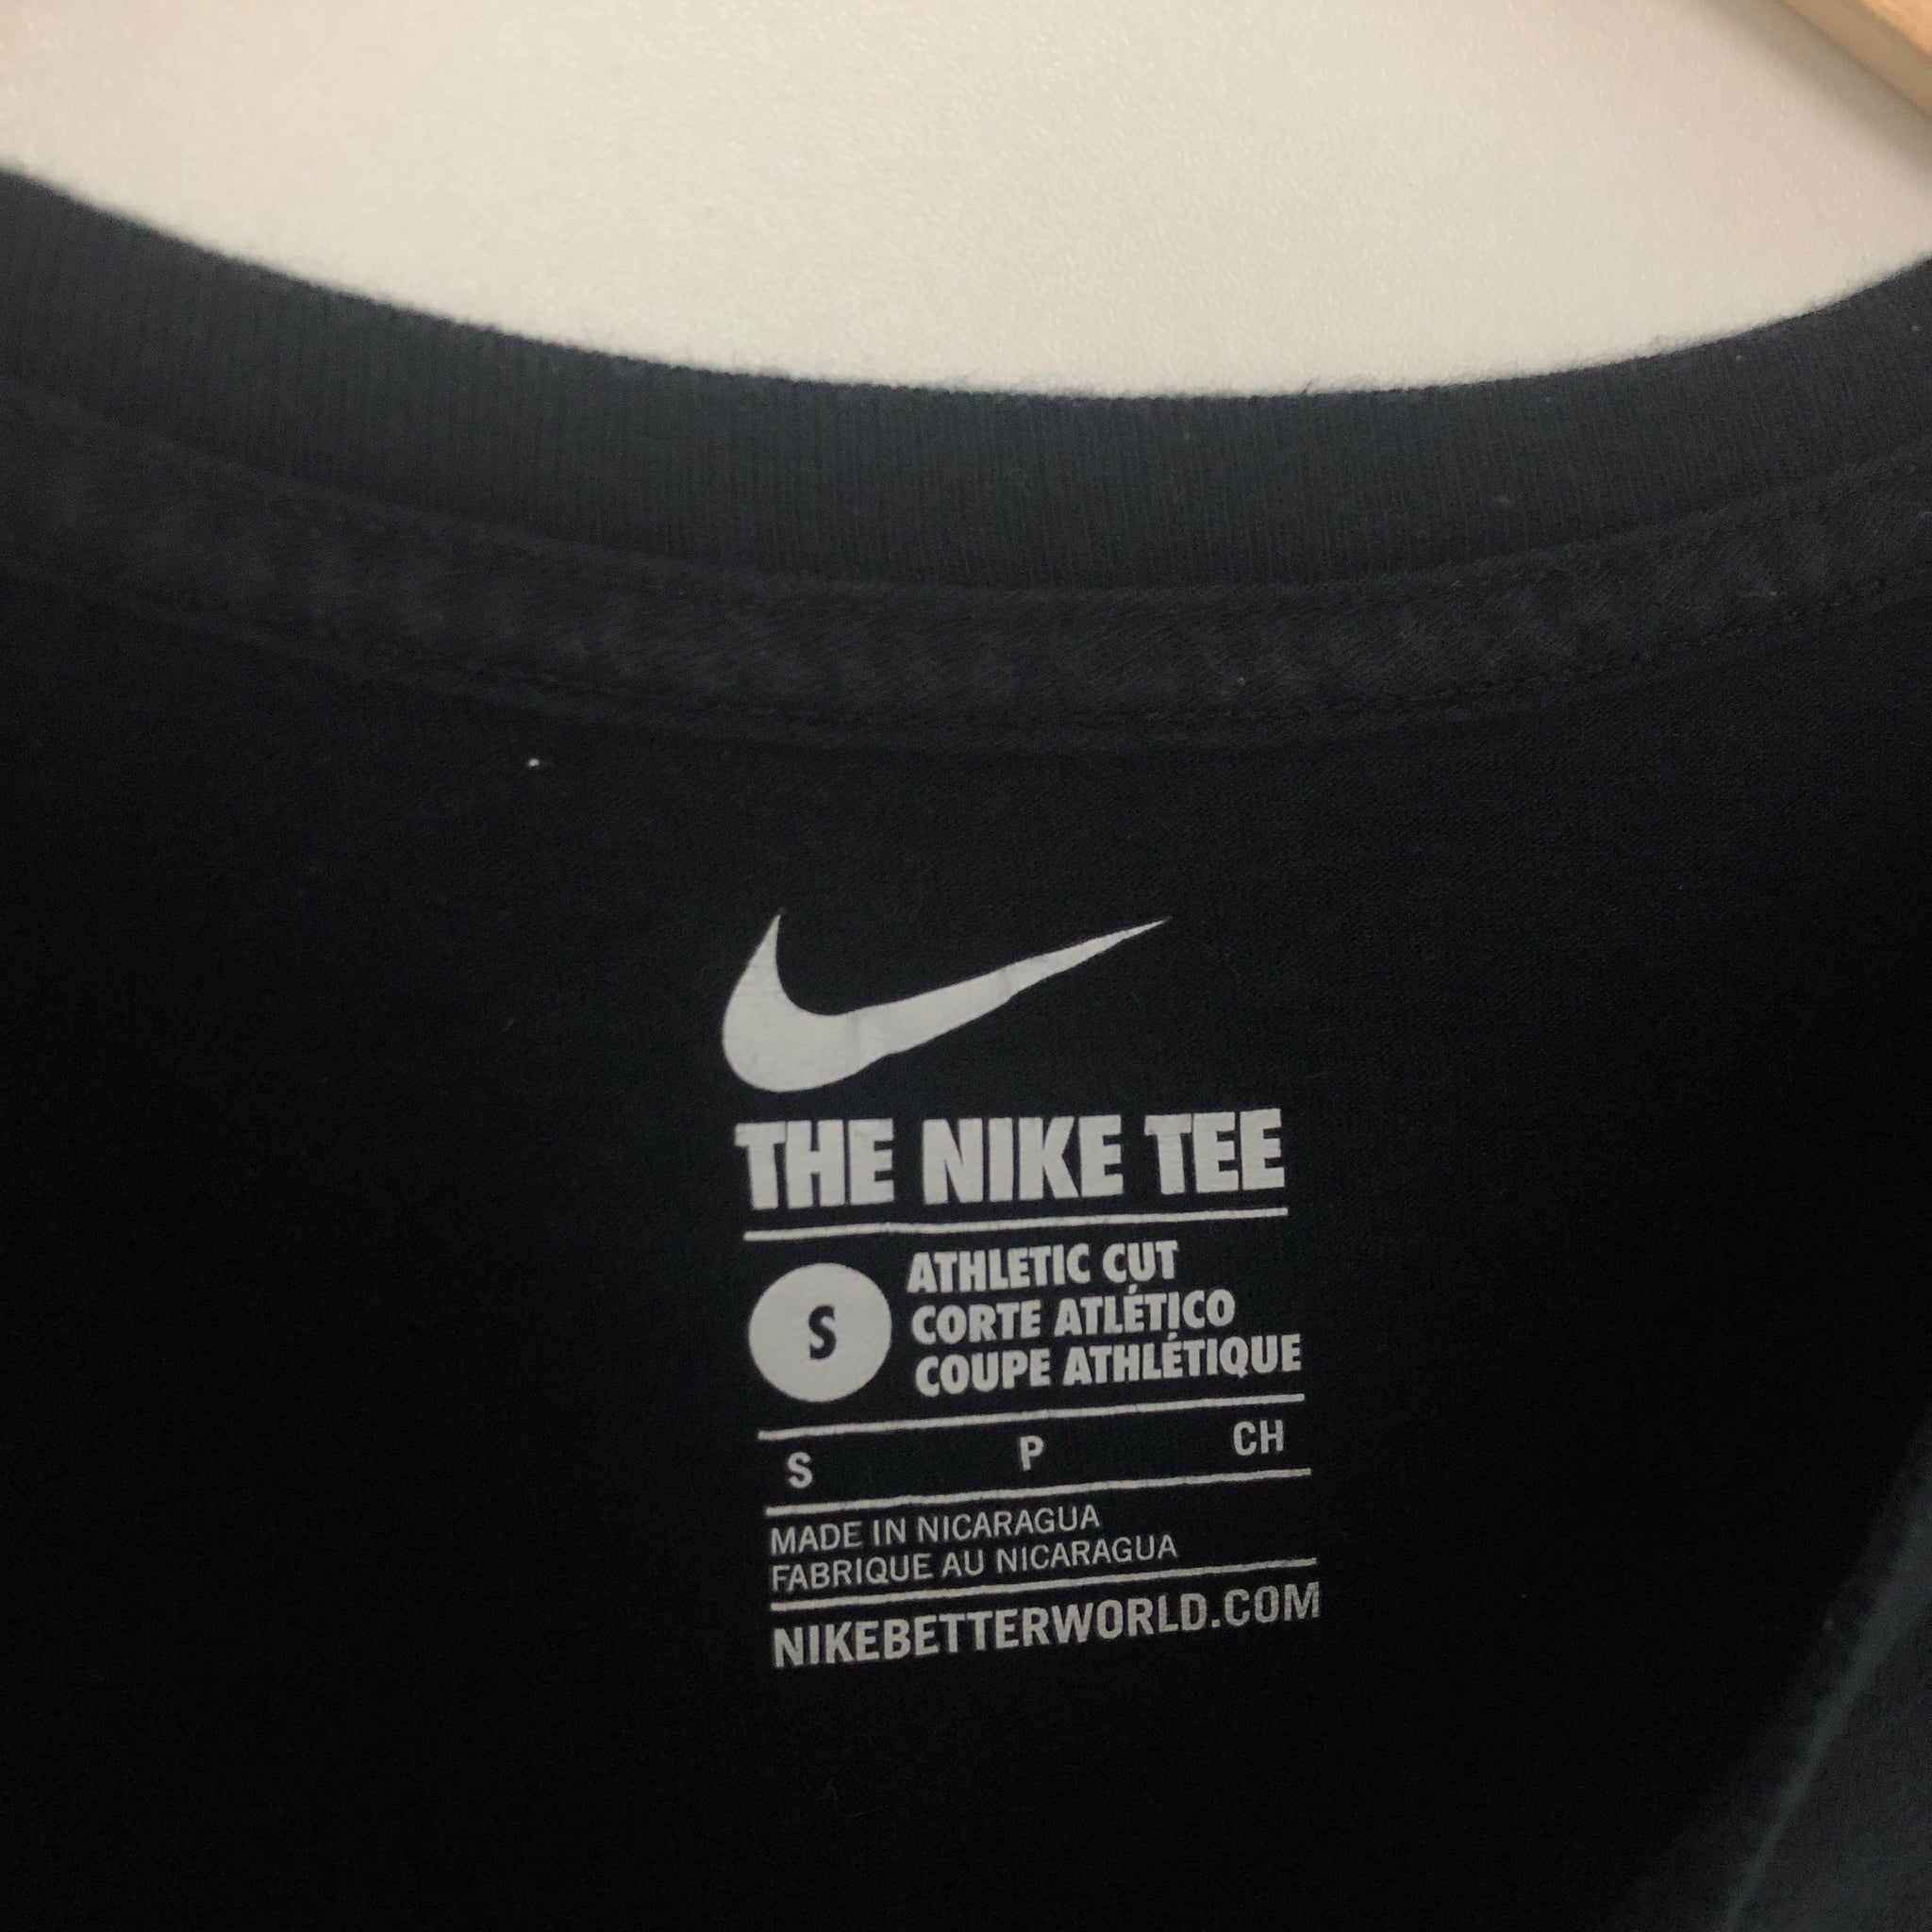 THE NIKE TEE
S
ATHLETIC CUT
CORTE ATLÉTICO
COUPE ATHLÉTIQUE
S P CH
MADE IN NICARAGUA
FABRIQUE AU NICARAGUA
NIKEBETTERWORLD.COM